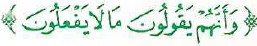 ﴿ وَأَنَّهُمْ يَقُولُونَ مَا لَا يَفْعَلُونَ ﴾